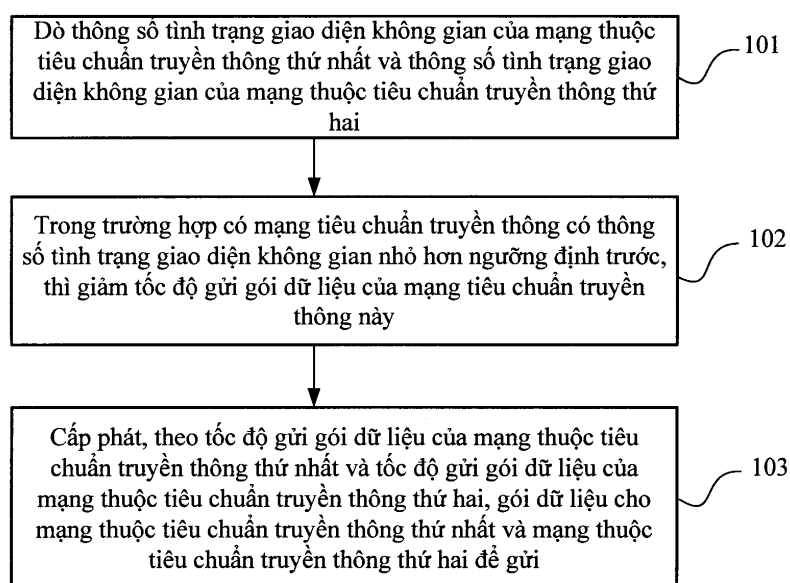 Dò thông số tình trạng giao diện không gian của mạng thuộc
tiêu chuẩn truyền thông thứ nhất và thông số tình trạng giao
diện không gian của mạng thuộc tiêu chuẩn truyền thông thứ
hai
101
Trong trường hợp có mạng tiêu chuẩn truyền thông có thông
số tình trạng giao diện không gian nhỏ hơn ngưỡng định trước,
thì giảm tốc độ gửi gói dữ liệu của mạng tiêu chuẩn truyền
thông này
102
Cấp phát, theo tốc độ gửi gói dữ liệu của mạng thuộc tiêu
chuẩn truyền thông thứ nhất và tốc độ gửi gói dữ liệu của
mạng thuộc tiêu chuẩn truyền thông thứ hai, gói dữ liệu cho
mạng thuộc tiêu chuẩn truyền thông thứ nhất và mạng thuộc
tiêu chuẩn truyền thông thứ hai để gửi
103